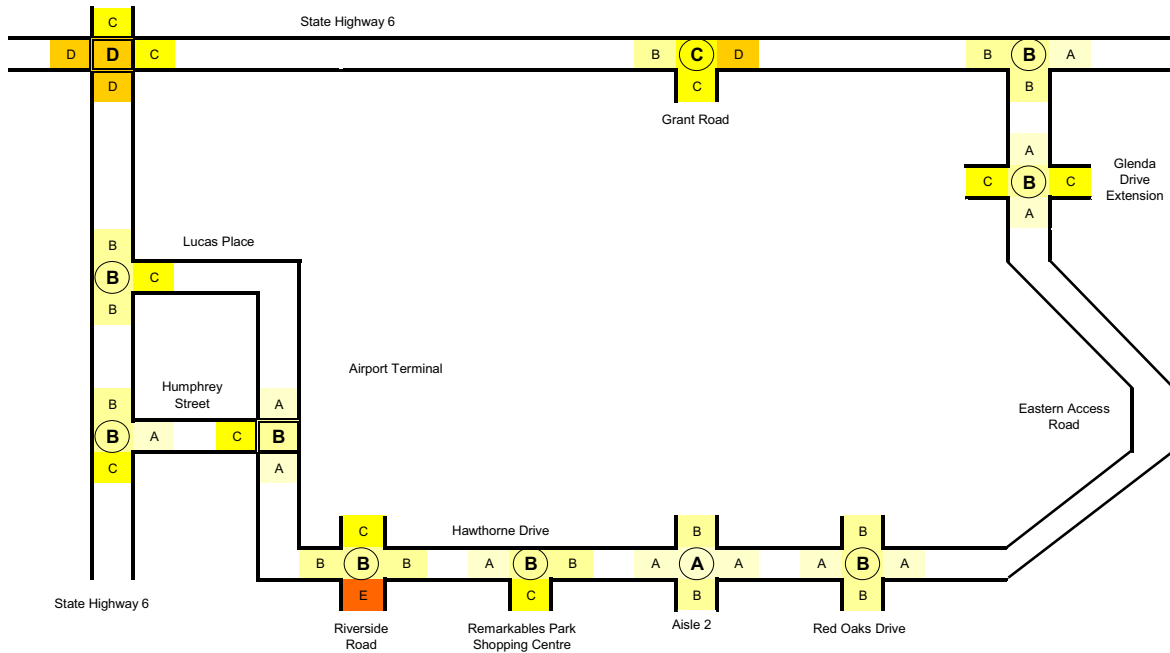 C
State Highway 6
D D C
B C D
B B A
D
C
B
Grant Road
A
Glenda
Drive
Extension
C B C
A
B
Lucas Place
B C
B
Airport Terminal
Humphrey
Street
B
A
Eastern Access
Road
B A
C B
C
A
C
Hawthorne Drive
B
B
B B B
A B B
A A A
A B A
E
C
B
B
State Highway 6
Riverside
Road
Remarkables Park
Shopping Centre
Aisle 2
Red Oaks Drive